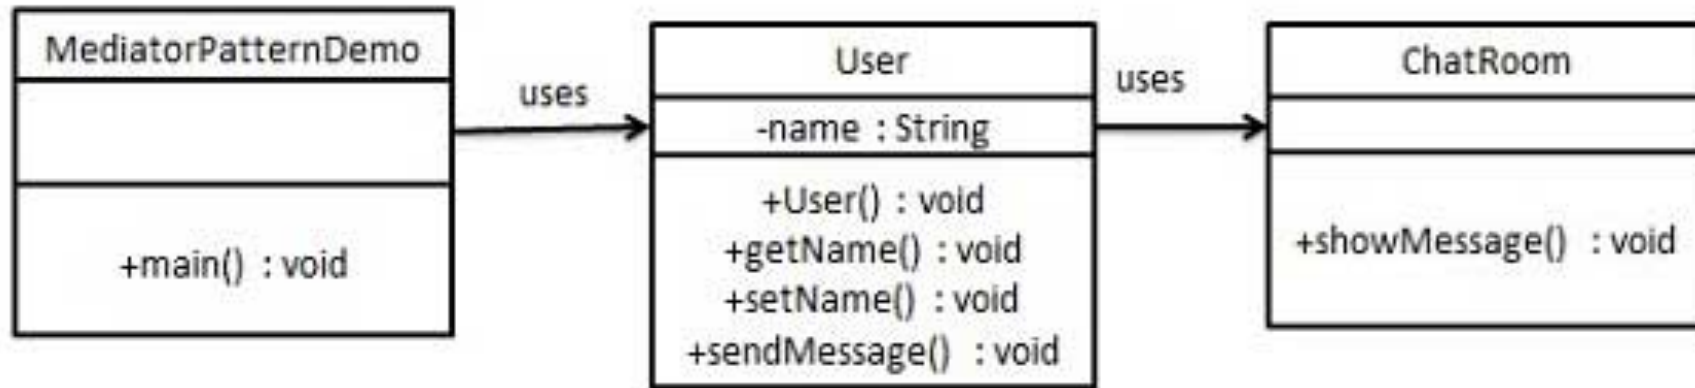 MediatorPatternDemo
+main() : void
uses
User
-name : String
+User() : void
+getName() : void
+setName() : void
+sendMessage() : void
uses
ChatRoom
+showMessage() : void